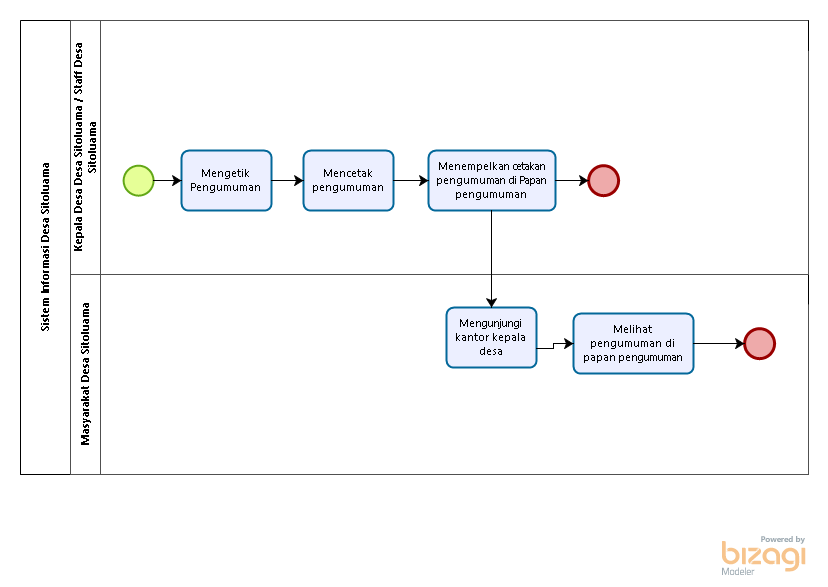 Sistem Informasi Desa Sitoluama
Kepala Desa Desa Sitoluama / Staff Desa
Sitoluama
Mengetik
Pengumuman
Mencetak
pengumuman
Menempelkan cetakan
pengumuman di Papan
pengumuman
Masyarakat Desa Sitoluama
Mengunjungi
kantor kepala
desa
Melihat
pengumuman di
papan pengumuman
Powered by
bizagi
Modeler